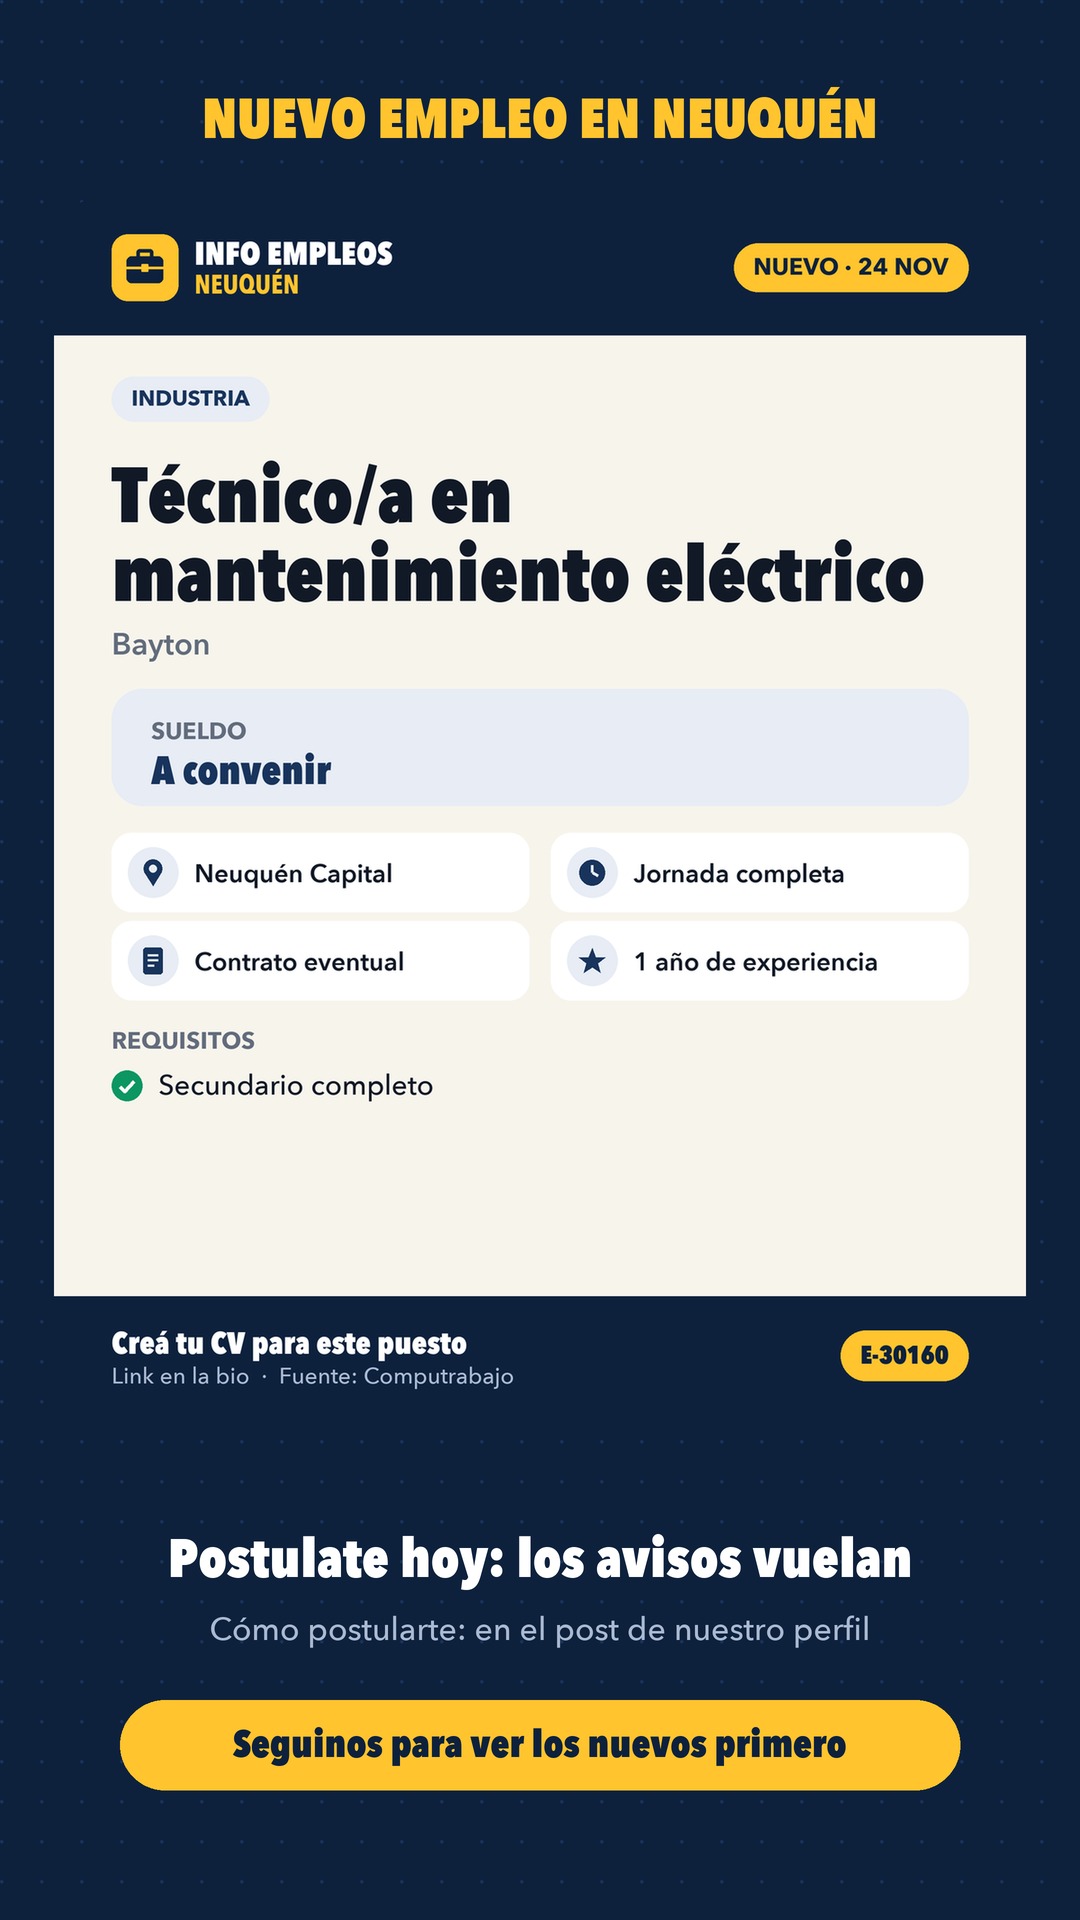 NUEVO EMPLEO EN NEUQUÉN
INFO EMPLEOS
NEUQUÉN
NUEVO · 24 NOV
INDUSTRIA
Técnico/a en
mantenimiento eléctrico
Bayton
SUELDO
A convenir
Neuquén Capital
Jornada completa
Contrato eventual
1 año de experiencia
REQUISITOS
Secundario completo
Creá tu CV para este puesto
Link en la bio · Fuente: Computrabajo
E-30160
Postulate hoy: los avisos vuelan
Cómo postularte: en el post de nuestro perfil
Seguinos para ver los nuevos primero